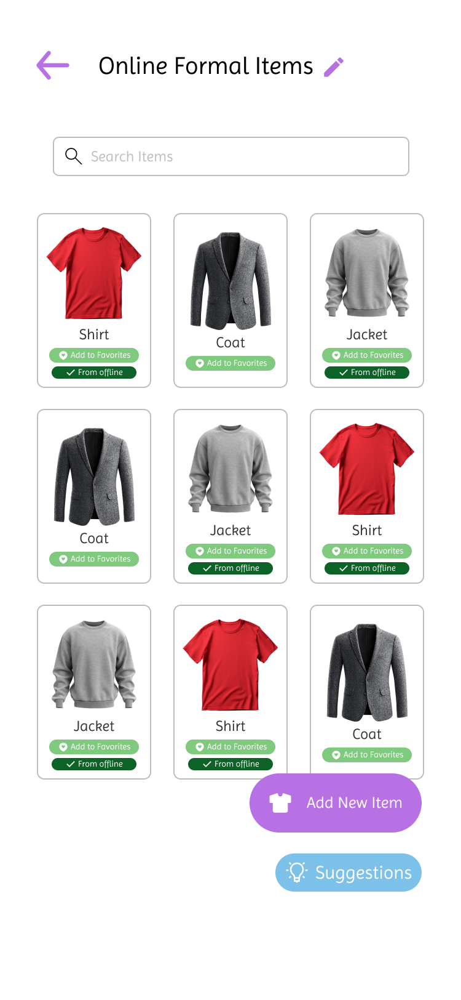 Online Formal Items
Search Items
Shirt
Add to Favorites
From offline
Coat
Add to Favorites
Jacket
Add to Favorites
From offline
Coat
Add to Favorites
Jacket
Add to Favorites
From offline
Shirt
Add to Favorites
From offline
Jacket
Add to Favorites
From offline
Shirt
Add to Favorites
From offline
Coat
Add to Favorites
Add New Item
Suggestions